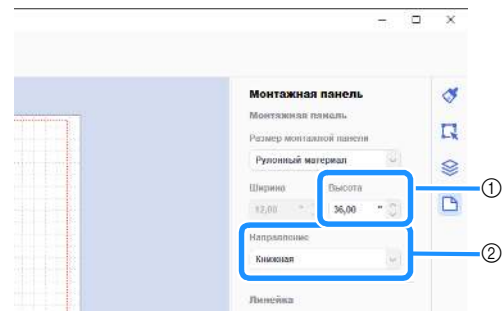 Монтажная панель
Монтажная панель
Размер монтажной панели
Рулонный материал
Ширина Высота
12,00 " 36,00 "
①
Направление
Книжная
②
Линейка